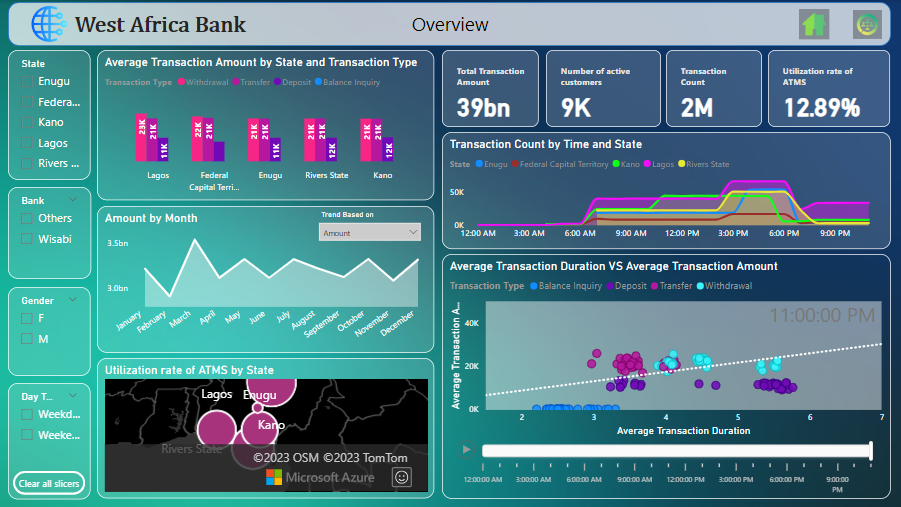 West Africa Bank
Overview
State
Enugu
Federa...
Kano
Lagos
Rivers ...
Bank
Others
Wisabi
Gender
F
M
Day T...
Weekd...
Weeke...
Clear all slicers
Average Transaction Amount by State and Transaction Type
Transaction Type Withdrawal Transfer Deposit Balance Inquiry
23K 21K 11K 22K 21K 21K 21K 11K 21K 21K 12K 21K 21K 12K
Lagos Federal Capital Terri... Enugu Rivers State Kano
Amount by Month
Trend Based on
Amount
3.5bn
3.0bn
January February March April May June July August September October November December
Utilization rate of ATMS by State
Lagos Enugu
Kano
Rivers State
©2023 OSM ©2023 TomTom
Microsoft Azure
Total Transaction Amount
39bn
Number of active customers
9K
Transaction Count
2M
Utilization rate of ATMS
12.89%
Transaction Count by Time and State
State Enugu Federal Capital Territory Kano Lagos Rivers State
50K
0K
12:00 AM 3:00 AM 6:00 AM 9:00 AM 12:00 PM 3:00 PM 6:00 PM 9:00 PM
Average Transaction Duration VS Average Transaction Amount
Transaction Type Balance Inquiry Deposit Transfer Withdrawal
11:00:00 PM
Average Transaction A...
40K
20K
0K
2 3 4 5 6 7
Average Transaction Duration
12:00:00 AM 3:00:00 AM 6:00:00 AM 9:00:00 AM 12:00:00 PM 3:00:00 PM 6:00:00 PM 9:00:00 PM